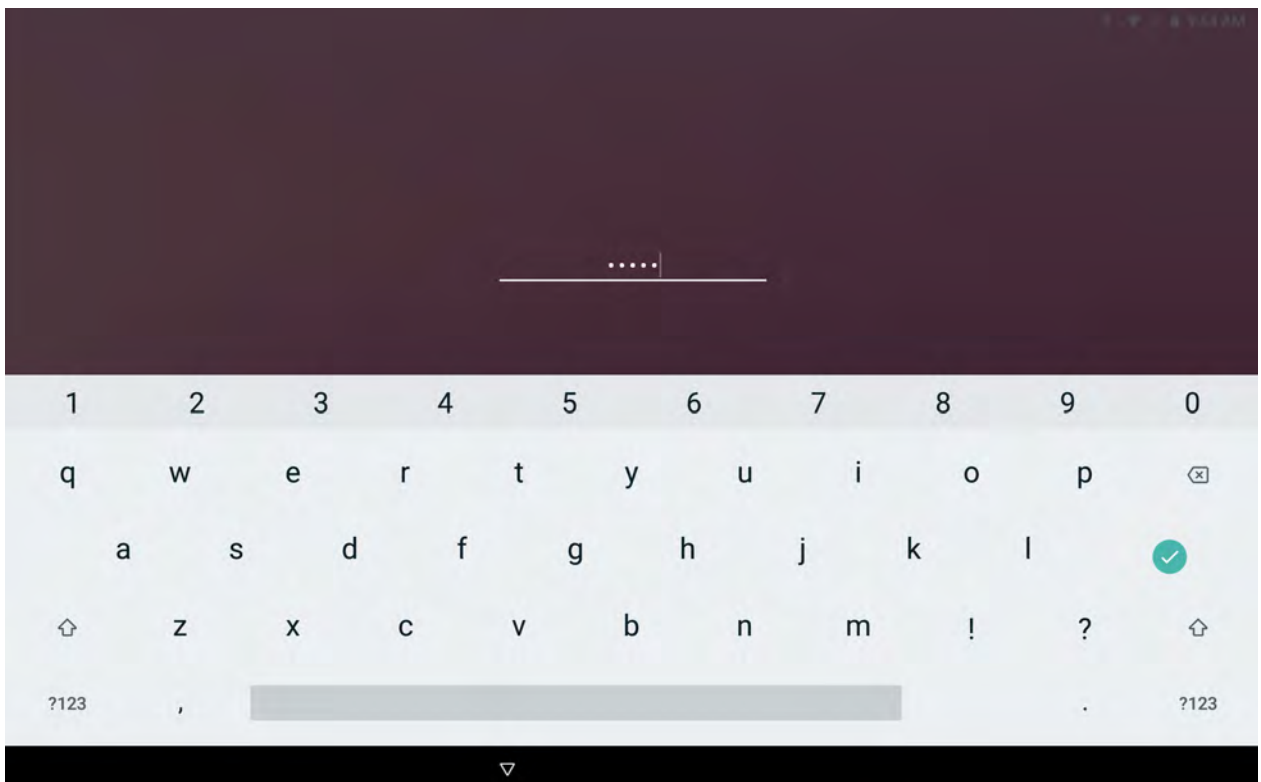 •••••
1 2 3 4 5 6 7 8 9 0
q w e r t y u i o p
a s d f g h j k l
z x c v b n m ! ?
?123 , . ?123